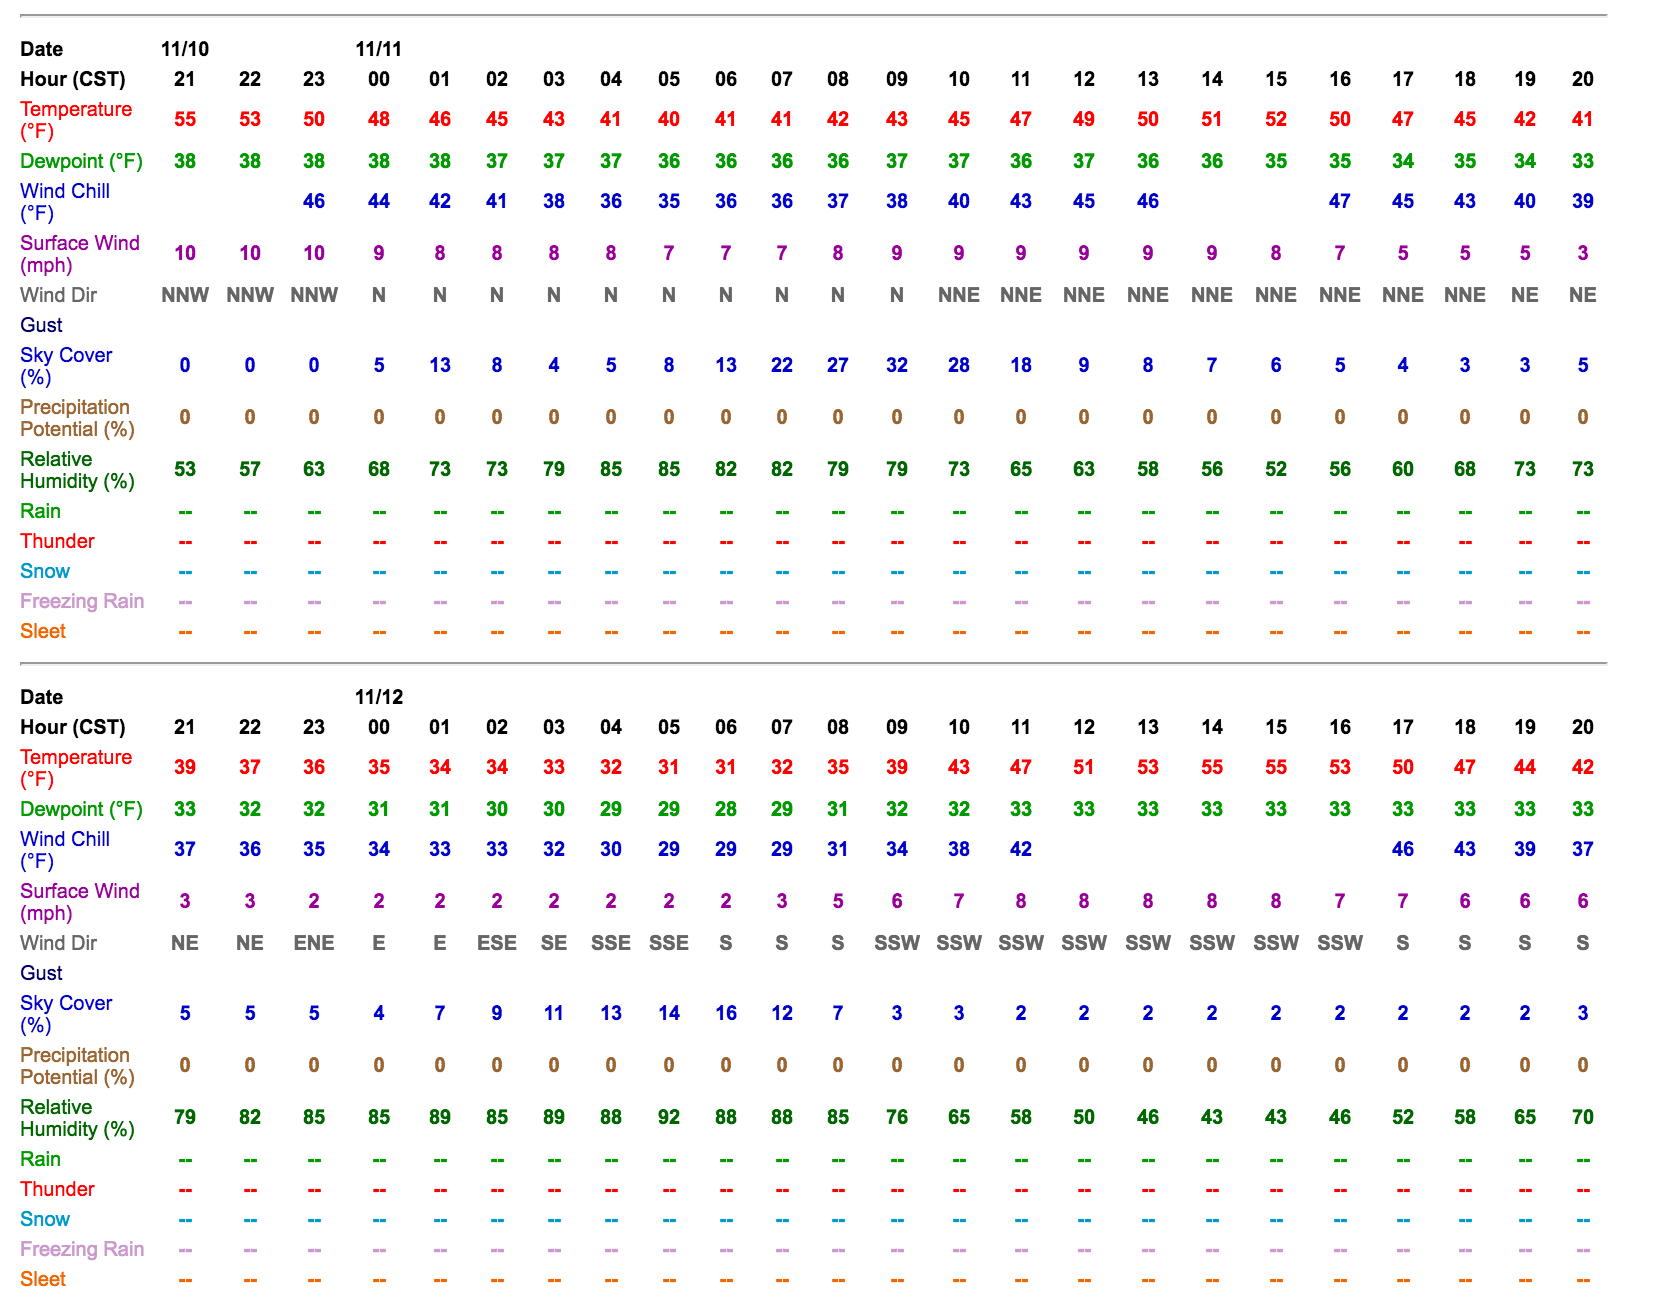 Date 11/10 11/11
Hour (CST) 21 22 23 00 01 02 03 04 05 06 07 08 09 10 11 12 13 14 15 16 17 18 19 20
Temperature
(°F) 55 53 50 48 46 45 43 41 40 41 41 42 43 45 47 49 50 51 52 50 47 45 42 41
Dewpoint (°F) 38 38 38 38 38 37 37 37 36 36 36 36 37 37 36 37 36 36 35 35 34 35 34 33
Wind Chill
(°F) 46 44 42 41 38 36 35 36 36 37 38 40 43 45 46 47 45 43 40 39
Surface Wind
(mph) 10 10 10 9 8 8 8 8 7 7 7 8 9 9 9 9 9 9 8 7 5 5 5 3
Wind Dir NNW NNW NNW N N N N N N N N N N NNE NNE NNE NNE NNE NNE NNE NNE NNE NE NE
Gust
Sky Cover
(%) 0 0 0 5 13 8 4 5 8 13 22 27 32 28 18 9 8 7 6 5 4 3 3 5
Precipitation
Potential (%) 0 0 0 0 0 0 0 0 0 0 0 0 0 0 0 0 0 0 0 0 0 0 0 0
Relative
Humidity (%) 53 57 63 68 73 73 79 85 85 82 82 79 79 73 65 63 58 56 52 56 60 68 73 73
Rain -- -- -- -- -- -- -- -- -- -- -- -- -- -- -- -- -- -- -- -- -- -- -- --
Thunder -- -- -- -- -- -- -- -- -- -- -- -- -- -- -- -- -- -- -- -- -- -- -- --
Snow -- -- -- -- -- -- -- -- -- -- -- -- -- -- -- -- -- -- -- -- -- -- -- --
Freezing Rain -- -- -- -- -- -- -- -- -- -- -- -- -- -- -- -- -- -- -- -- -- -- -- --
Sleet -- -- -- -- -- -- -- -- -- -- -- -- -- -- -- -- -- -- -- -- -- -- -- --
Date 11/12
Hour (CST) 21 22 23 00 01 02 03 04 05 06 07 08 09 10 11 12 13 14 15 16 17 18 19 20
Temperature
(°F) 39 37 36 35 34 34 33 32 31 31 32 35 39 43 47 51 53 55 55 53 50 47 44 42
Dewpoint (°F) 33 32 32 31 31 30 30 29 29 28 29 31 32 32 33 33 33 33 33 33 33 33 33 33
Wind Chill
(°F) 37 36 35 34 33 33 32 30 29 29 29 31 34 38 42 46 43 39 37
Surface Wind
(mph) 3 3 2 2 2 2 2 2 2 2 3 5 6 7 8 8 8 8 8 7 7 6 6 6
Wind Dir NE NE ENE E E ESE SE SSE SSE S S S SSW SSW SSW SSW SSW SSW SSW SSW S S S S
Gust
Sky Cover
(%) 5 5 5 4 7 9 11 13 14 16 12 7 3 3 2 2 2 2 2 2 2 2 2 3
Precipitation
Potential (%) 0 0 0 0 0 0 0 0 0 0 0 0 0 0 0 0 0 0 0 0 0 0 0 0
Relative
Humidity (%) 79 82 85 85 89 85 89 88 92 88 88 85 76 65 58 50 46 43 43 46 52 58 65 70
Rain -- -- -- -- -- -- -- -- -- -- -- -- -- -- -- -- -- -- -- -- -- -- -- --
Thunder -- -- -- -- -- -- -- -- -- -- -- -- -- -- -- -- -- -- -- -- -- -- -- --
Snow -- -- -- -- -- -- -- -- -- -- -- -- -- -- -- -- -- -- -- -- -- -- -- --
Freezing Rain -- -- -- -- -- -- -- -- -- -- -- -- -- -- -- -- -- -- -- -- -- -- -- --
Sleet -- -- -- -- -- -- -- -- -- -- -- -- -- -- -- -- -- -- -- -- -- -- -- --